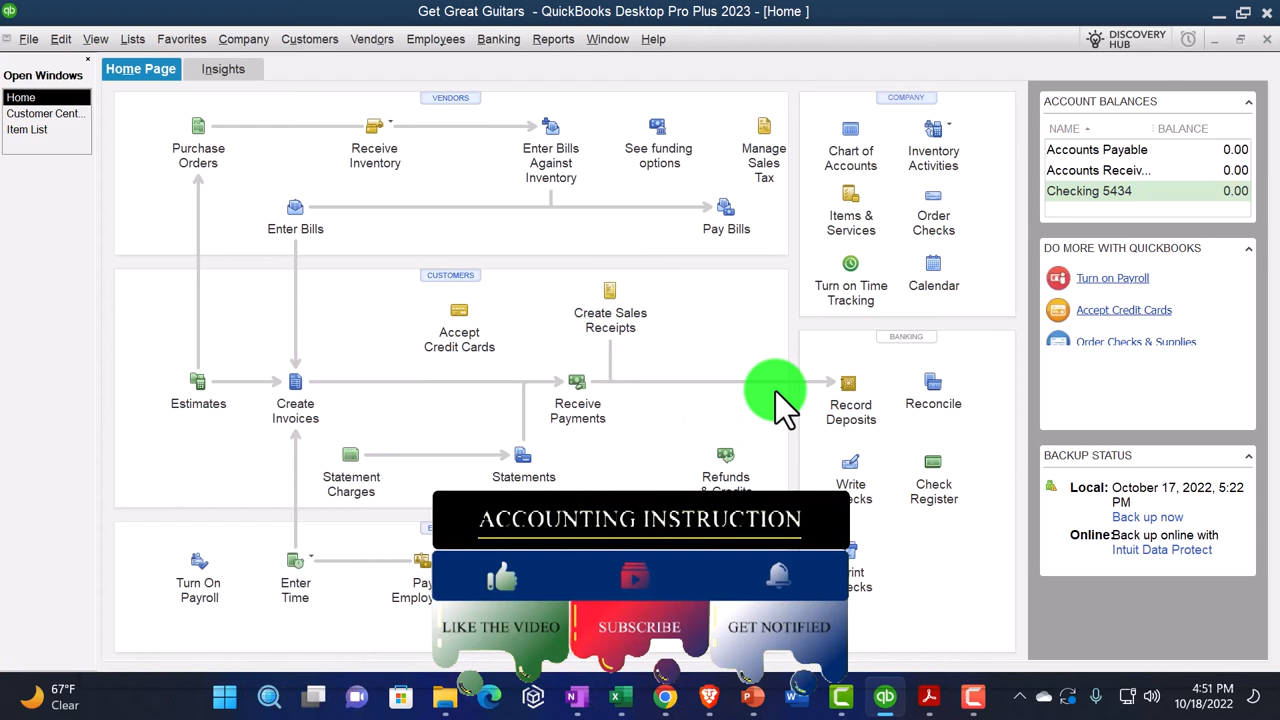 Get Great Guitars - QuickBooks Desktop Pro Plus 2023 - [Home ]
File Edit View Lists Favorites Company Customers Vendors Employees Banking Reports Window Help
DISCOVERY
HUB
Open Windows
Home
Customer Cent...
Item List
Home Page
Insights
VENDORS
Purchase
Orders
Receive
Inventory
Enter Bills
Against
Inventory
See funding
options
Manage
Sales
Tax
Enter Bills
Pay Bills
CUSTOMERS
Accept
Credit Cards
Create Sales
Receipts
Estimates
Create
Invoices
Receive
Payments
Statement
Charges
Statements
Refunds
Turn On
Payroll
Enter
Time
COMPANY
Chart of
Accounts
Inventory
Activities
Items &
Services
Order
Checks
Turn on Time
Tracking
Calendar
BANKING
Record
Deposits
Reconcile
Write
Check
Register
ACCOUNT BALANCES
NAME BALANCE
Accounts Payable 0.00
Accounts Receiv... 0.00
Checking 5434 0.00
DO MORE WITH QUICKBOOKS
Turn on Payroll
Accept Credit Cards
Order Checks & Supplies
BACKUP STATUS
Local: October 17, 2022, 5:22
PM
Back up now
Online: Back up online with
Intuit Data Protect
ACCOUNTING INSTRUCTION
LIKE THE VIDEO
SUBSCRIBE
GET NOTIFIED
67°F
Clear
4:51 PM
10/18/2022